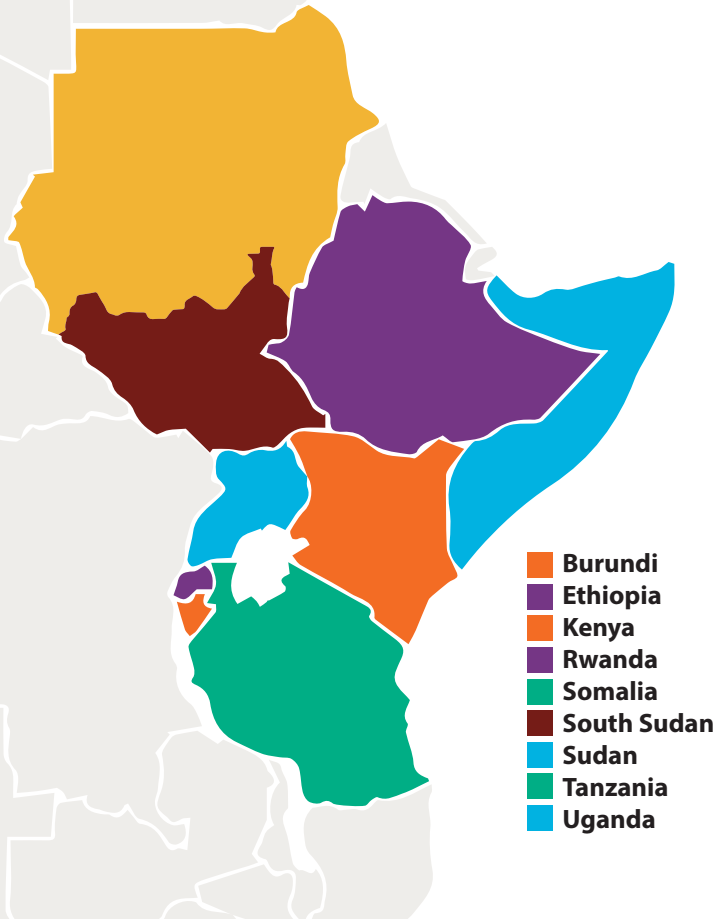 Burundi
Ethiopia
Kenya
Rwanda
Somalia
South Sudan
Sudan
Tanzania
Uganda